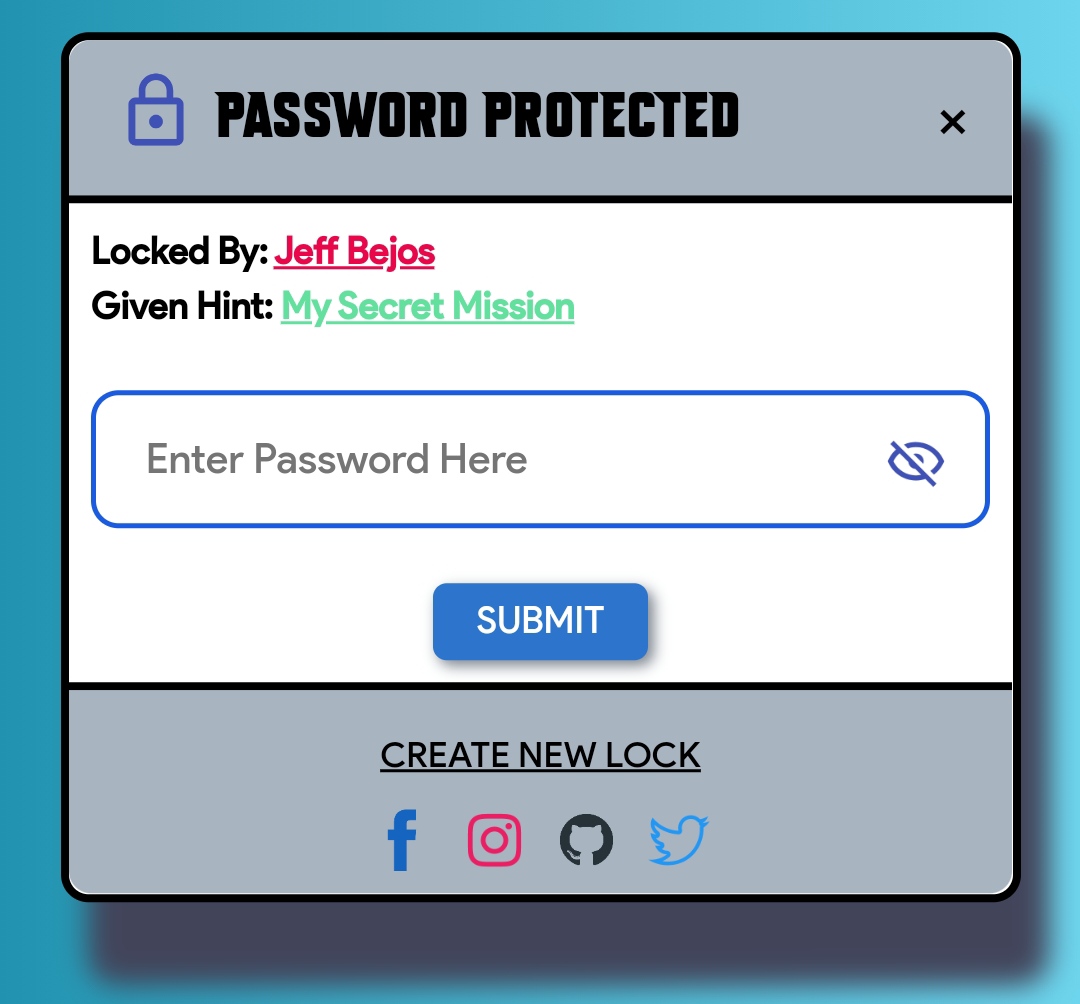 PASSWORD PROTECTED
Locked By: Jeff Bejos
Given Hint: My Secret Mission
Enter Password Here
SUBMIT
CREATE NEW LOCK